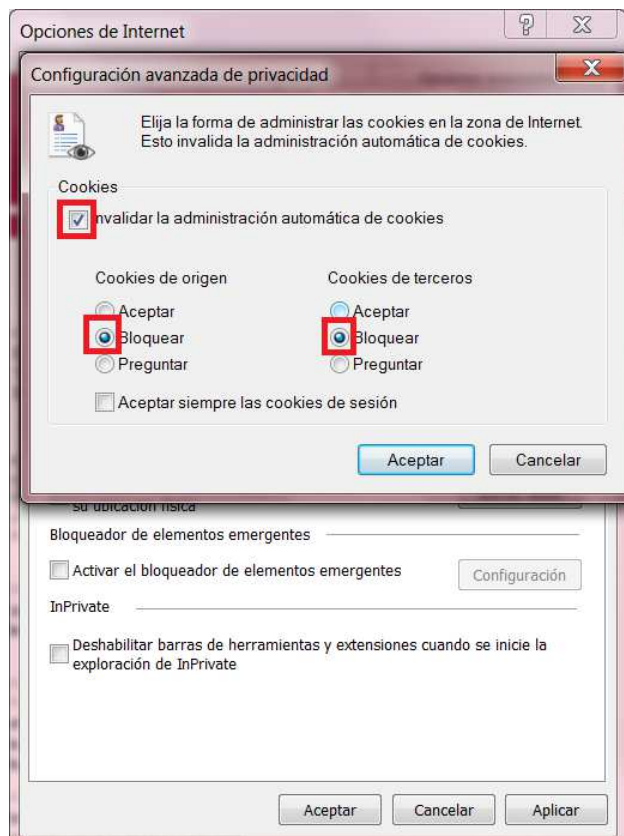 Opciones de Internet
Configuración avanzada de privacidad
Elija la forma de administrar las cookies en la zona de Internet.
Esto invalida la administración automática de cookies.
Cookies
Invalidar la administración automática de cookies
Cookies de origen
Cookies de terceros
Aceptar
Aceptar
Bloquear
Bloquear
Preguntar
Preguntar
Aceptar siempre las cookies de sesión
Aceptar
Cancelar
su ubicación física
Bloqueador de elementos emergentes
Activar el bloqueador de elementos emergentes
Configuración
InPrivate
Deshabilitar barras de herramientas y extensiones cuando se inicie la
exploración de InPrivate
Aceptar
Cancelar
Aplicar